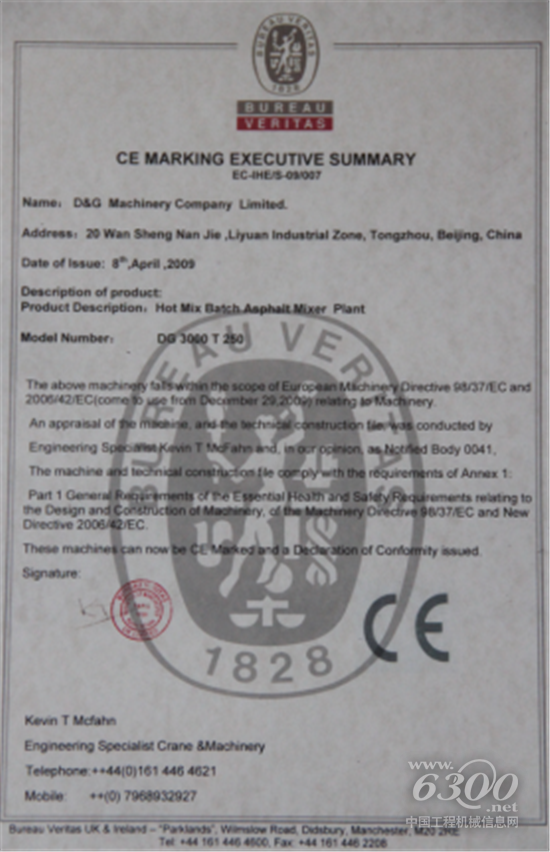 BUREAU VERITAS
1828
BUREAU
VERITAS
CE MARKING EXECUTIVE SUMMARY
EC-IHE/S-09/007
Name: D&G Machinery Company Limited.
Address: 20 Wan Sheng Nan Jie ,Liyuan Industrial Zone, Tongzhou, Beijing, China
Date of Issue: 8th,April ,2009
Description of product:
Product Description: Hot Mix Batch Asphalt Mixer Plant
Model Number: DG 3000 T 250
The above machinery falls within the scope of European Machinery Directive 98/37/EC and
2006/42/EC(come to use from December 29,2009) relating to Machinery.
An appraisal of the machine, and the technical construction file, was conducted by
Engineering Specialist Kevin T McFahn and, in our opinion, as Notified Body 0041,
The machine and technical construction file comply with the requirements of Annex 1:
Part 1 General Requirements of the Essential Health and Safety Requirements relating to
the Design and Construction of Machinery, of the Machinery Directive 98/37/EC and New
Directive 2006/42/EC.
These machines can now be CE Marked and a Declaration of Conformity issued.
Signature:
BUREAU VERITAS
1828
CE
Kevin T Mcfahn
Engineering Specialist Crane &Machinery
Telephone:++44(0)161 446 4621
Mobile: ++(0) 7968932927
www.
6300
.net
中国工程机械信息网
Bureau Veritas UK & Ireland – "Parklands", Wilmslow Road, Didsbury, Manchester, M20 2RE
Tel: +44 161 446 4600, Fax: +44 161 446 2208